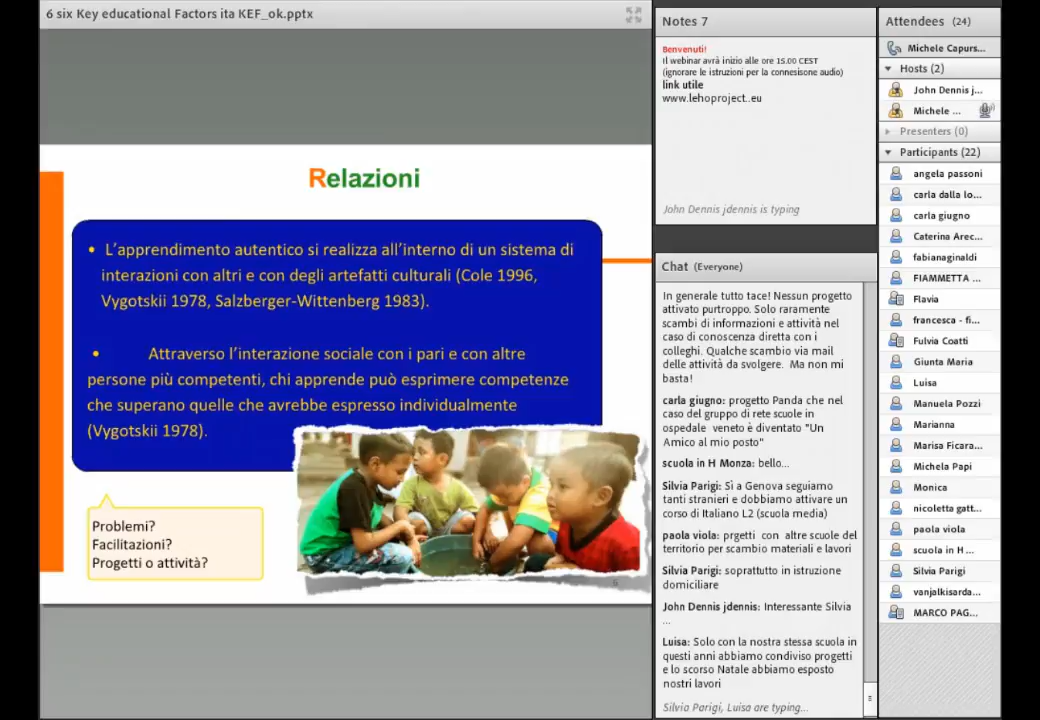 6 six Key educational Factors ita KEF_ok.pptx
Relazioni
• L'apprendimento autentico si realizza all'interno di un sistema di
interazioni con altri e con degli artefatti culturali (Cole 1996,
Vygotskii 1978, Salzberger-Wittenberg 1983).
• Attraverso l'interazione sociale con i pari e con altre
persone più competenti, chi apprende può esprimere competenze
che superano quelle che avrebbe espresso individualmente
(Vygotskii 1978).
Problemi?
Facilitazioni?
Progetti o attività?
6
Notes 7
Benvenuti!
Il webinar avrà inizio alle ore 15.00 CEST
(ignorare le istruzioni per la connesisone audio)
link utile
www.lehoproject..eu
John Dennis jdennis is typing
Chat (Everyone)
In generale tutto tace! Nessun progetto
attivato purtroppo. Solo raramente
scambi di informazioni e attività nel
caso di conoscenza diretta con i
colleghi. Qualche scambio via mail
delle attività da svolgere. Ma non mi
basta!
carla giugno: progetto Panda che nel
caso del gruppo di rete scuole in
ospedale veneto è diventato "Un
Amico al mio posto"
scuola in H Monza: bello...
Silvia Parigi: Sì a Genova seguiamo
tanti stranieri e dobbiamo attivare un
corso di Italiano L2 (scuola media)
paola viola: prgetti con altre scuole del
territorio per scambio materiali e lavori
Silvia Parigi: soprattutto in istruzione
domiciliare
John Dennis jdennis: Interessante Silvia
...
Luisa: Solo con la nostra stessa scuola in
questi anni abbiamo condiviso progetti
e lo scorso Natale abbiamo esposto
nostri lavori
Silvia Parigi, Luisa are typing...
Attendees (24)
Michele Capurs...
Hosts (2)
John Dennis j...
Michele ...
Presenters (0)
Participants (22)
angela passoni
carla dalla lo...
carla giugno
Caterina Arec...
fabianaginaldi
FIAMMETTA ...
Flavia
francesca - fi...
Fulvia Coatti
Giunta Maria
Luisa
Manuela Pozzi
Marianna
Marisa Ficara...
Michela Papi
Monica
nicoletta gatt...
paola viola
scuola in H ...
Silvia Parigi
vanjalkisarda...
MARCO PAG...